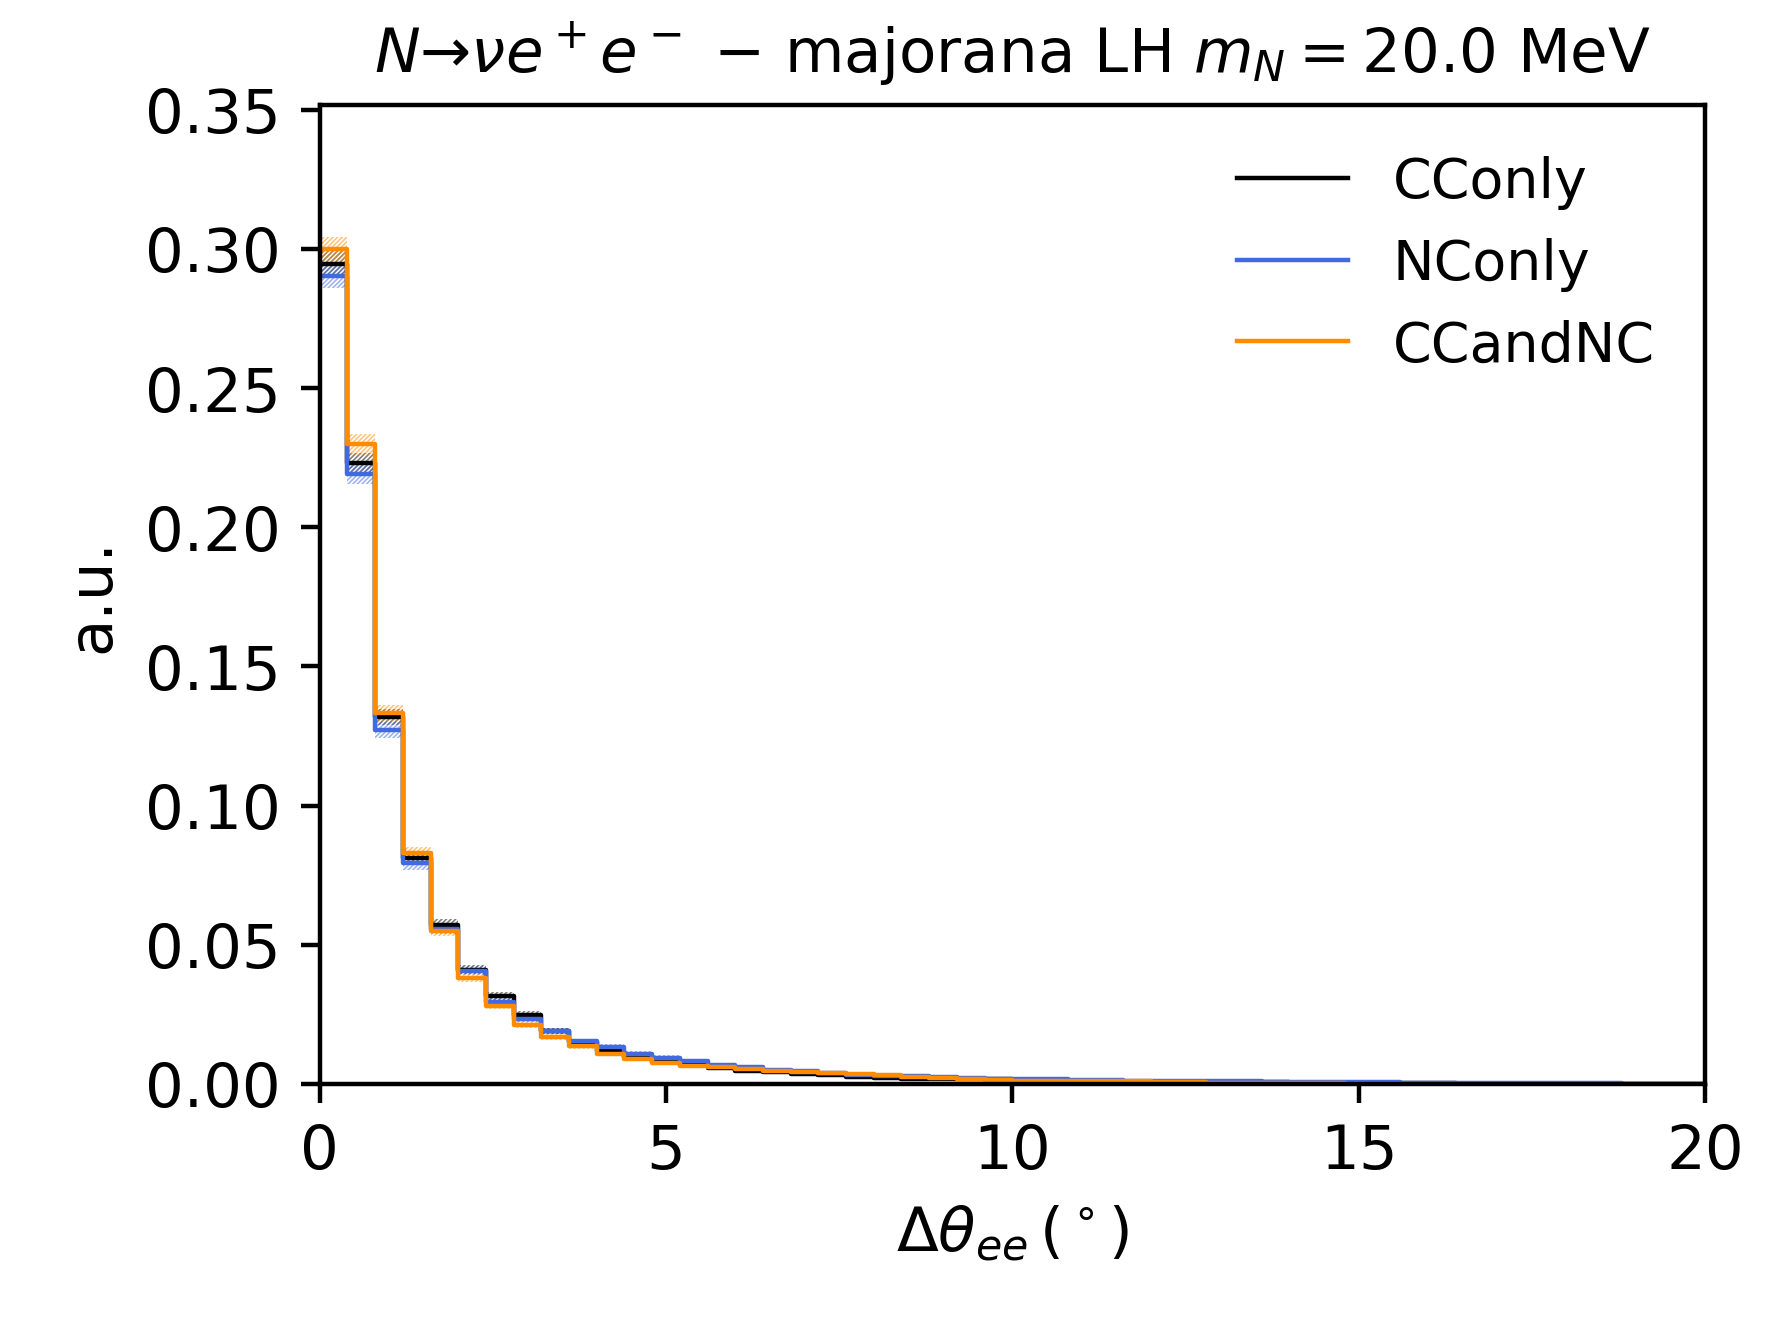 N→νe⁺e⁻ − majorana LH m_N = 20.0 MeV
0.35
0.30
0.25
0.20
0.15
0.10
0.05
0.00
a.u.
CConly
NConly
CCandNC
0 5 10 15 20
Δθ_ee (°)